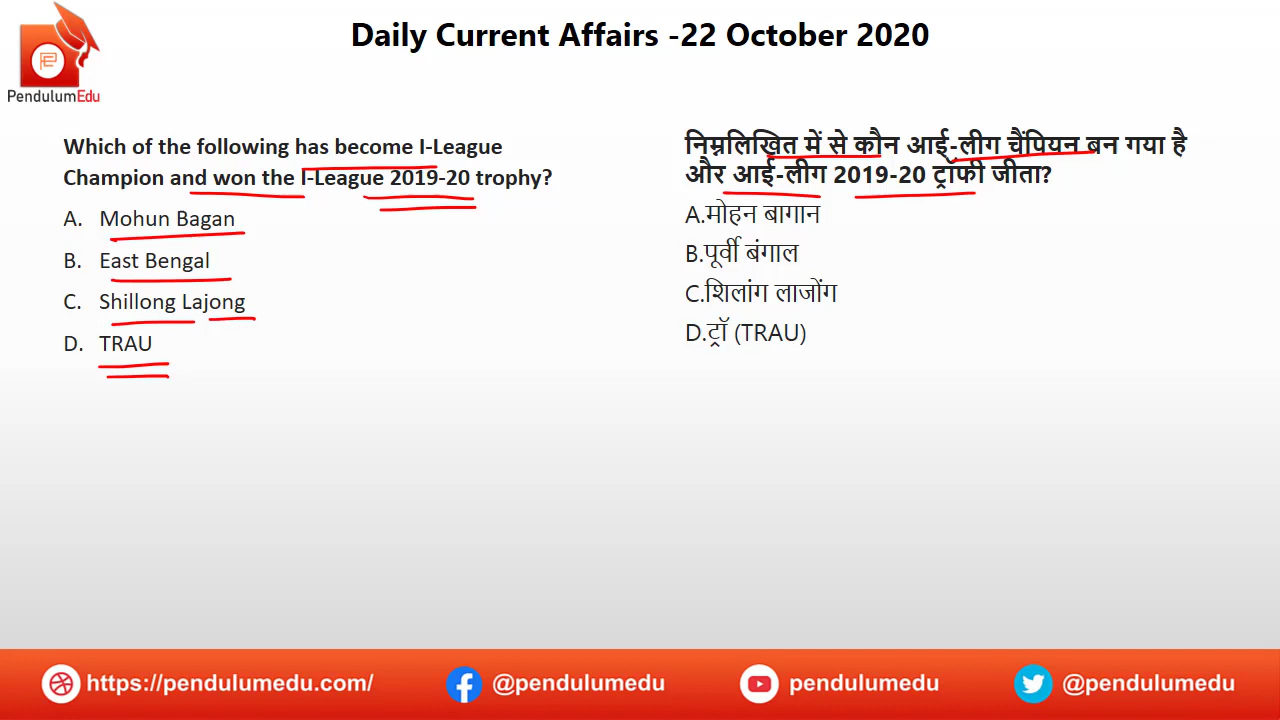 Daily Current Affairs -22 October 2020
PendulumEdu
Which of the following has become I-League
Champion and won the I-League 2019-20 trophy?
A. Mohun Bagan
B. East Bengal
C. Shillong Lajong
D. TRAU
निम्नलिखित में से कौन आई-लीग चैंपियन बन गया है
और आई-लीग 2019-20 ट्रॉफी जीता?
A.मोहन बागान
B.पूर्वी बंगाल
C.शिलांग लाजोंग
D.ट्रॉ (TRAU)
https://pendulumedu.com/
@pendulumedu
pendulumedu
@pendulumedu